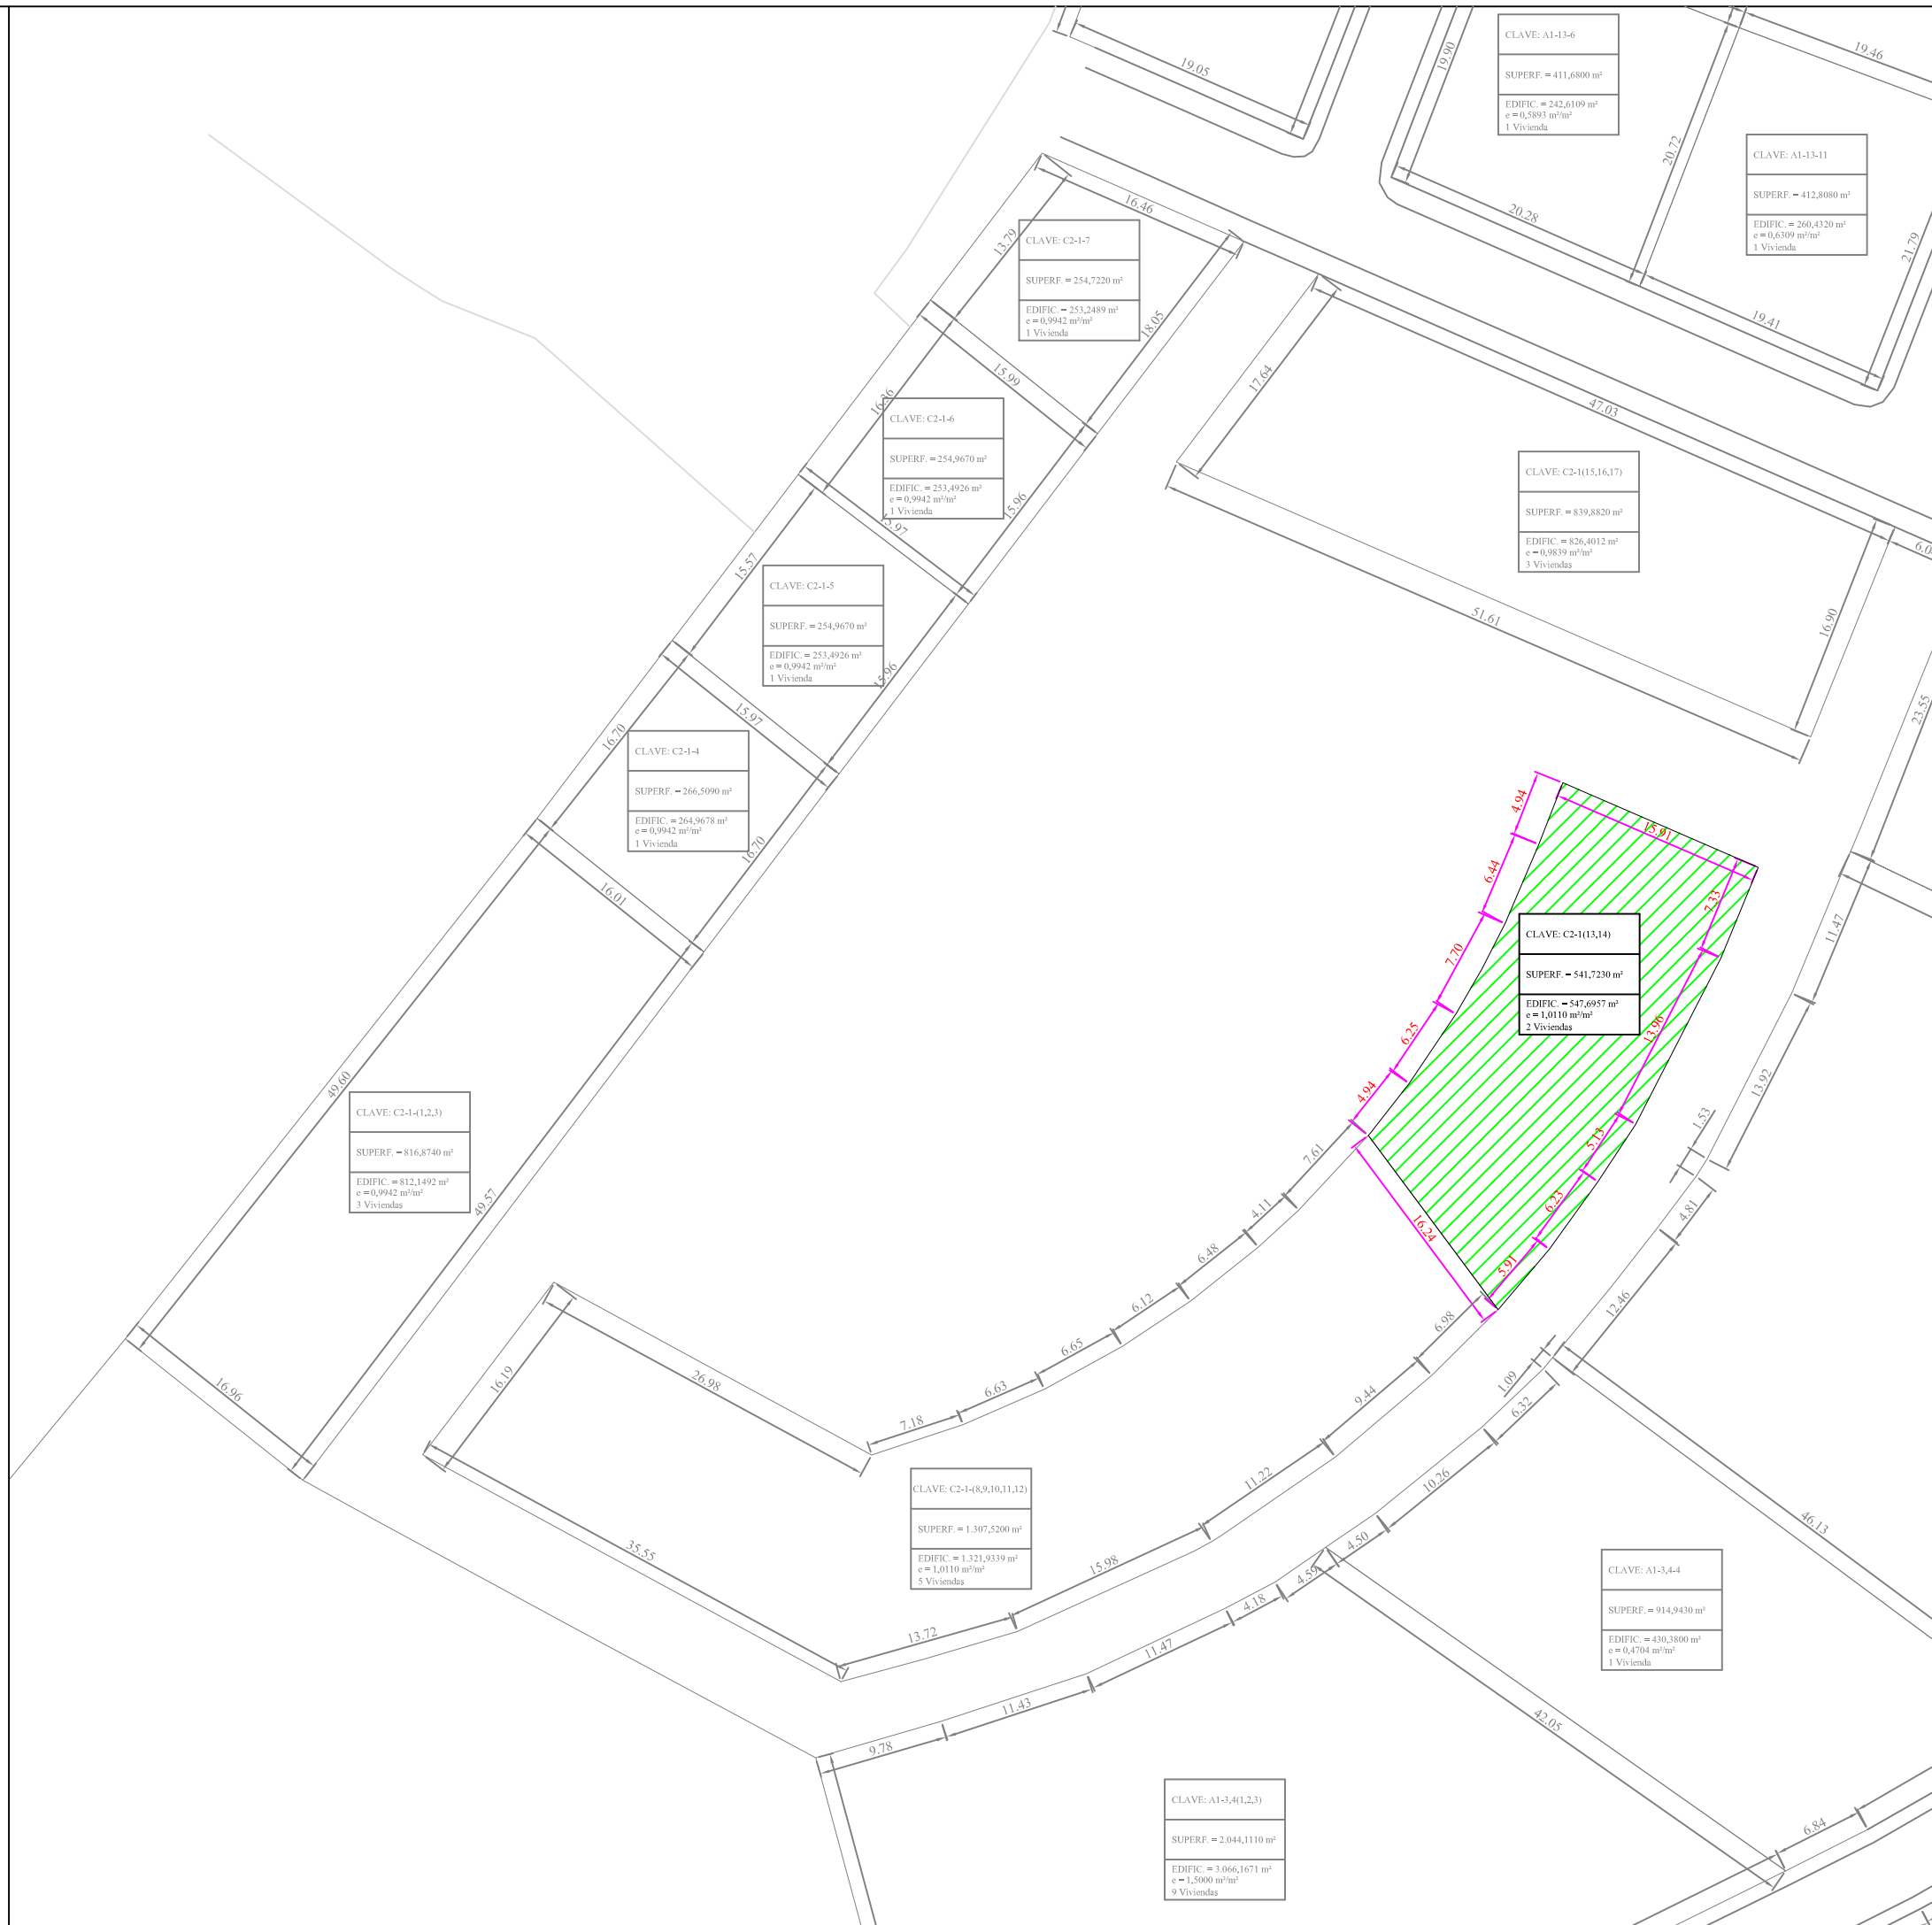 19.05
19.90
CLAVE: A1-13-6
SUPERF. = 411,6800 m²
EDIFIC. = 242,6109 m²
e = 0,5893 m²/m²
1 Vivienda
19.46
20.72
CLAVE: A1-13-11
SUPERF. = 412,8080 m²
EDIFIC. = 260,4320 m²
e = 0,6309 m²/m²
1 Vivienda
20.28
21.79
19.41
16.46
13.79
CLAVE: C2-1-7
SUPERF. = 254,7220 m²
EDIFIC. = 253,2489 m²
e = 0,9942 m²/m²
1 Vivienda
18.05
15.99
17.64
47.03
16.36
CLAVE: C2-1-6
SUPERF. = 254,9670 m²
EDIFIC. = 253,4926 m²
e = 0,9942 m²/m²
1 Vivienda
15.96
15.97
CLAVE: C2-1(15,16,17)
SUPERF. = 839,8820 m²
EDIFIC. = 826,4012 m²
e = 0,9839 m²/m²
3 Viviendas
51.61
16.90
23.55
15.57
CLAVE: C2-1-5
SUPERF. = 254,9670 m²
EDIFIC. = 253,4926 m²
e = 0,9942 m²/m²
1 Vivienda
15.96
15.97
16.70
CLAVE: C2-1-4
SUPERF. = 266,5090 m²
EDIFIC. = 264,9678 m²
e = 0,9942 m²/m²
1 Vivienda
16.70
16.01
4.94
15.91
6.44
7.33
7.70
CLAVE: C2-1(13,14)
SUPERF. = 541,7230 m²
EDIFIC. = 547,6957 m²
e = 1,0110 m²/m²
2 Viviendas
11.47
6.25
13.96
4.94
13.92
5.13
1.53
6.23
4.81
16.24
5.91
12.46
49.60
CLAVE: C2-1-(1,2,3)
SUPERF. = 816,8740 m²
EDIFIC. = 812,1492 m²
e = 0,9942 m²/m²
3 Viviendas
49.57
16.96
7.61
4.11
6.48
6.12
6.65
6.63
7.18
26.98
16.19
35.55
6.98
9.44
11.22
15.98
13.72
CLAVE: C2-1-(8,9,10,11,12)
SUPERF. = 1.307,5200 m²
EDIFIC. = 1.321,9339 m²
e = 1,0110 m²/m²
5 Viviendas
1.09
6.32
10.26
4.50
4.59
4.18
11.47
11.43
9.78
46.13
CLAVE: A1-3,4-4
SUPERF. = 914,9430 m²
EDIFIC. = 430,3800 m²
e = 0,4704 m²/m²
1 Vivienda
42.05
6.84
CLAVE: A1-3,4(1,2,3)
SUPERF. = 2.044,1110 m²
EDIFIC. = 3.066,1671 m²
e = 1,5000 m²/m²
9 Viviendas